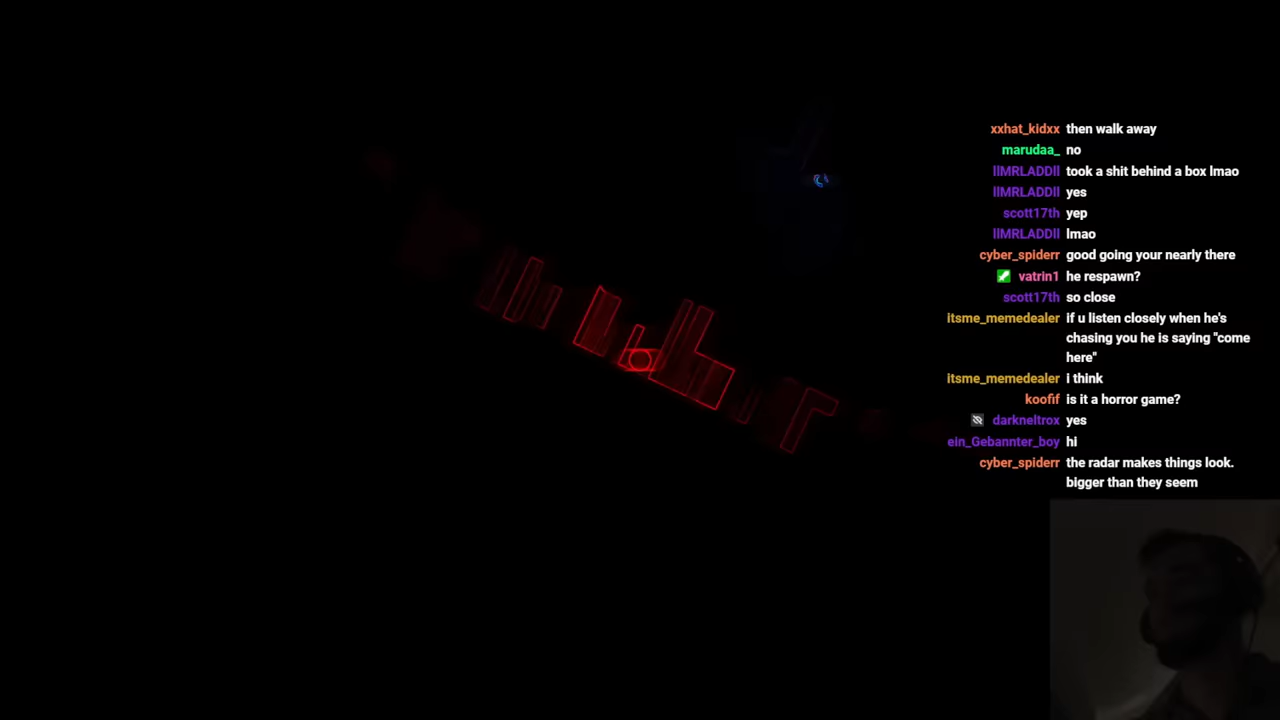 xxhat_kidxx then walk away
marudaa_ no
llMRLADDll took a shit behind a box lmao
llMRLADDll yes
scott17th yep
llMRLADDll lmao
cyber_spiderr good going your nearly there
vatrin1 he respawn?
scott17th so close
itsme_memedealer if u listen closely when he's
chasing you he is saying "come
here"
itsme_memedealer i think
koofif is it a horror game?
darkneltrox yes
ein_Gebannter_boy hi
cyber_spiderr the radar makes things look.
bigger than they seem